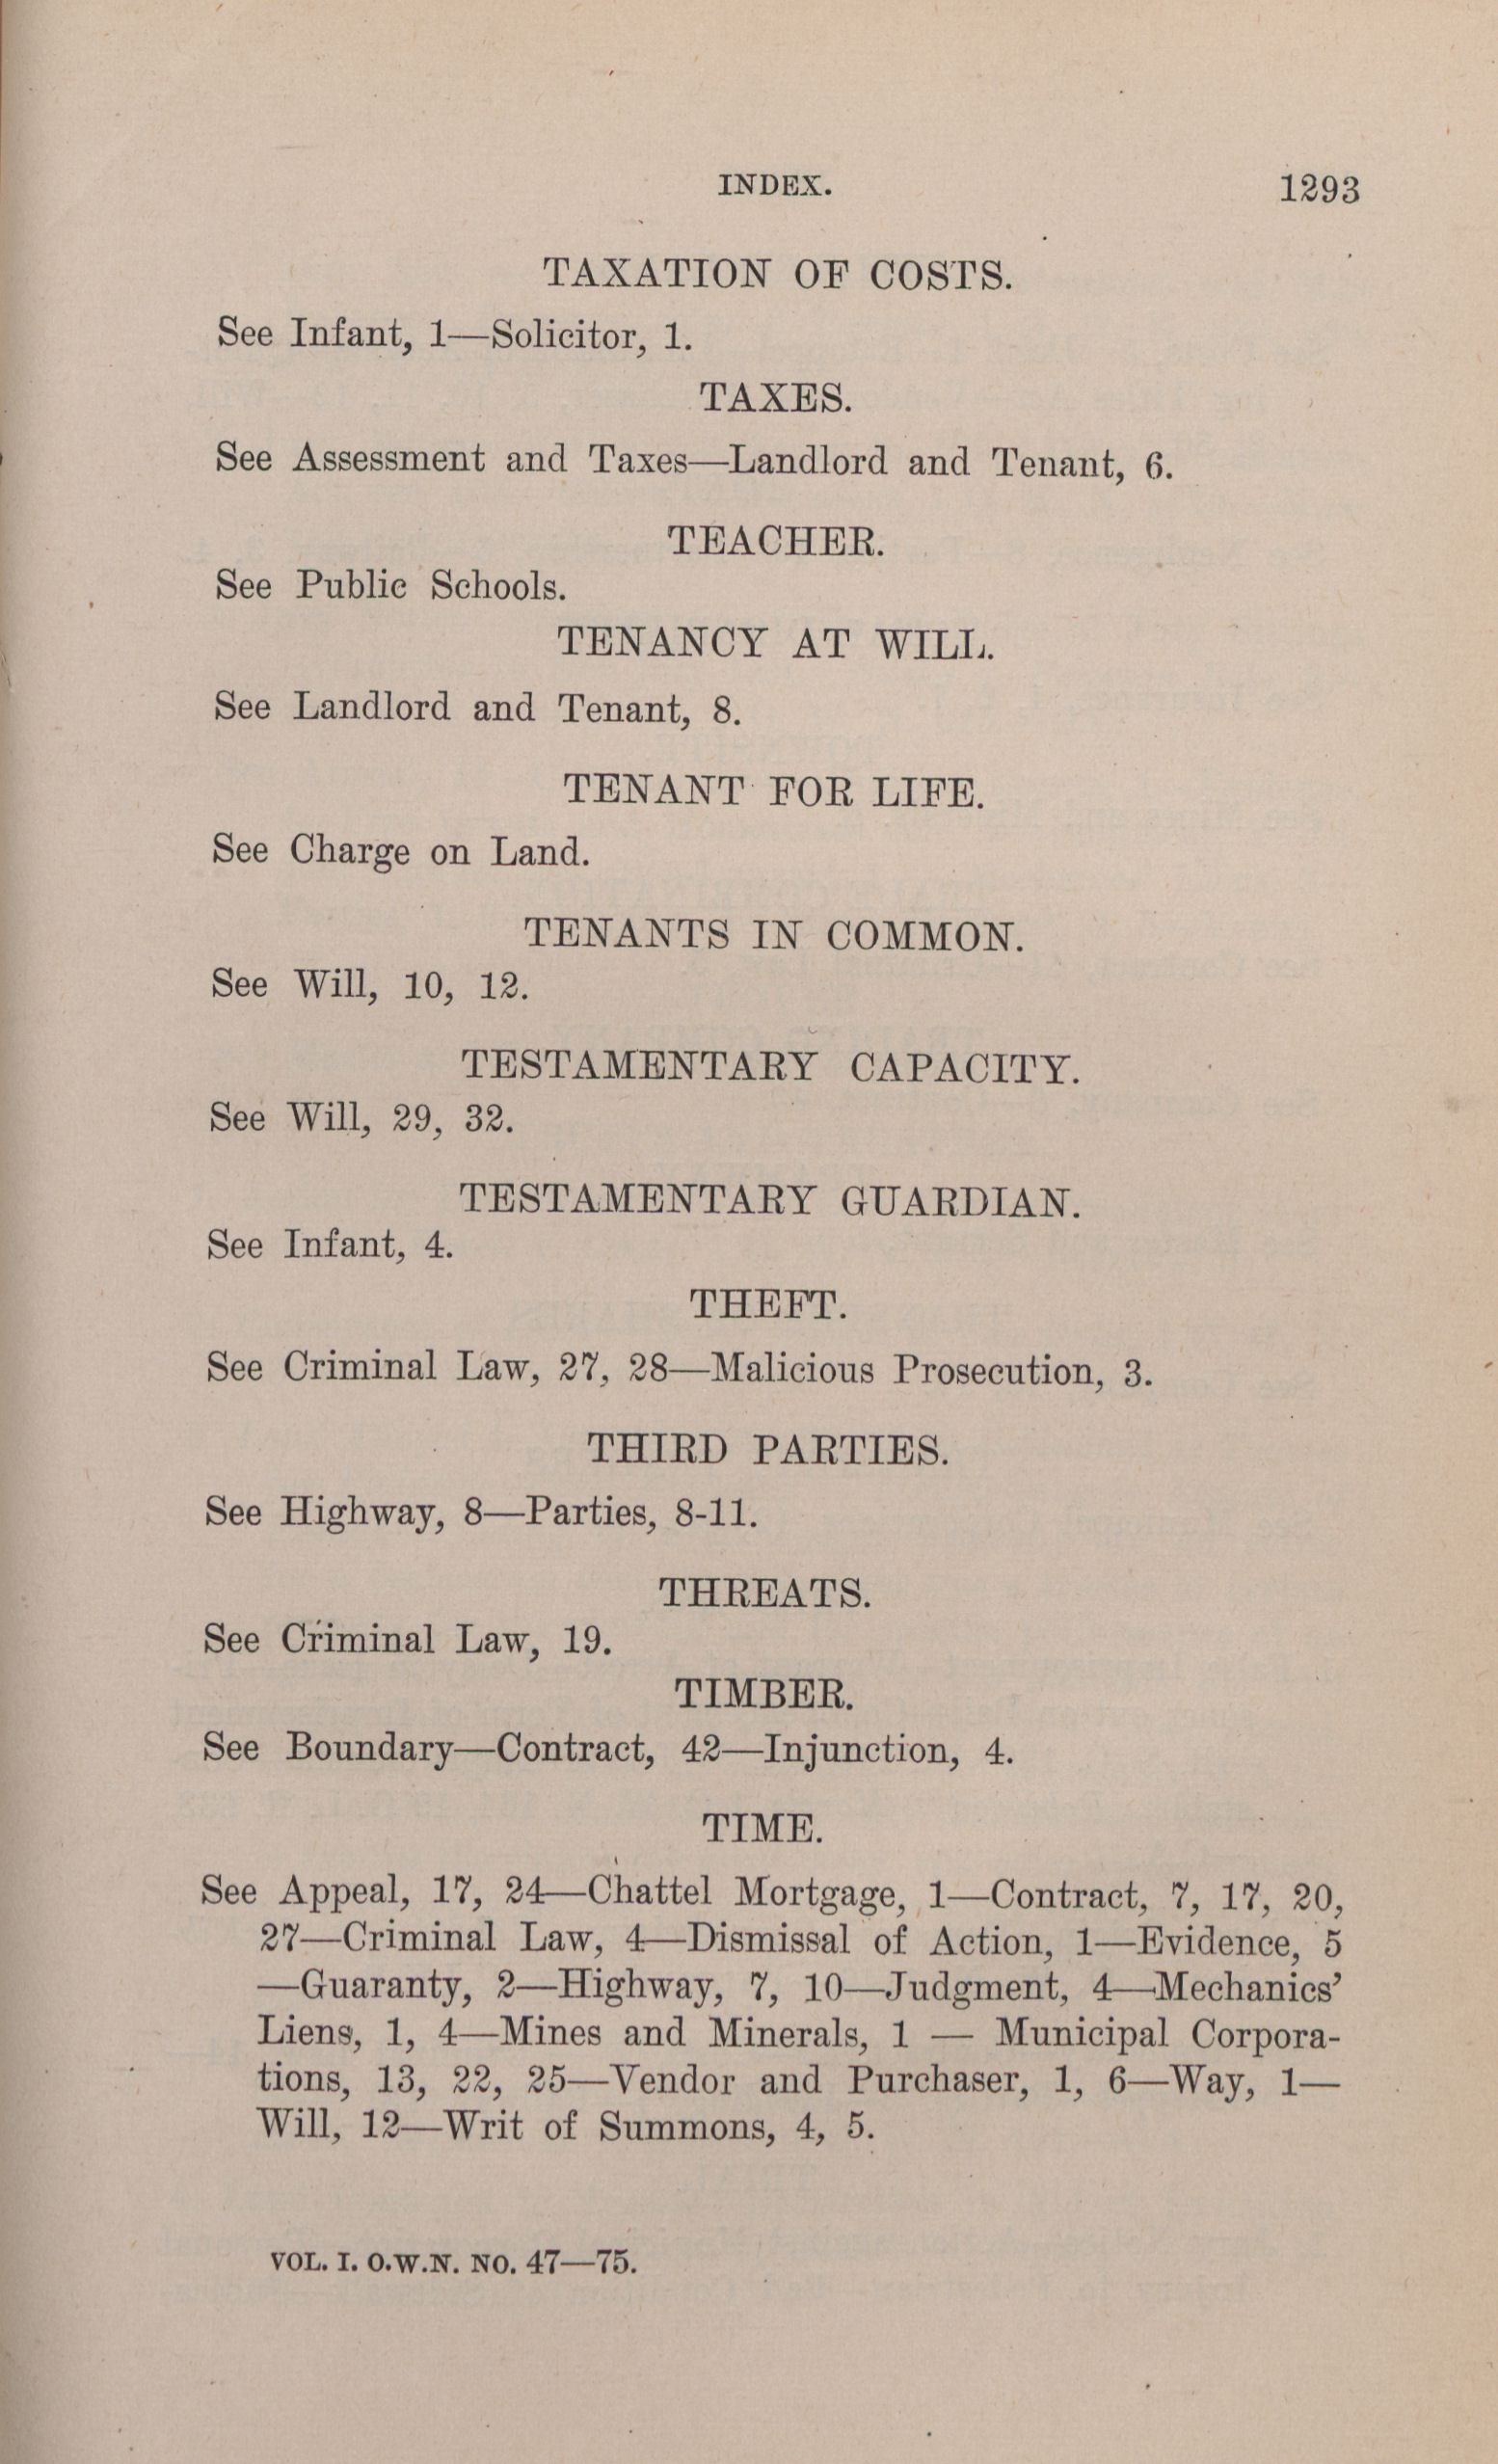 INDEX. 1293
TAXATION OF COSTS.
See Infant, 1—Solicitor, 1.
TAXES.
See Assessment and Taxes—Landlord and Tenant, 6.
TEACHER.
See Public Schools.
TENANCY AT WILL.
See Landlord and Tenant, 8.
TENANT FOR LIFE.
See Charge on Land.
TENANTS IN COMMON.
See Will, 10, 12.
TESTAMENTARY CAPACITY.
See Will, 29, 32.
TESTAMENTARY GUARDIAN.
See Infant, 4.
THEFT.
See Criminal Law, 27, 28—Malicious Prosecution, 3.
THIRD PARTIES.
See Highway, 8—Parties, 8-11.
THREATS.
See Criminal Law, 19.
TIMBER.
See Boundary—Contract, 42—Injunction, 4.
TIME.
See Appeal, 17, 24—Chattel Mortgage, 1—Contract, 7, 17, 20,
27—Criminal Law, 4—Dismissal of Action, 1—Evidence, 5
—Guaranty, 2—Highway, 7, 10—Judgment, 4—Mechanics'
Liens, 1, 4—Mines and Minerals, 1 — Municipal Corpora-
tions, 13, 22, 25—Vendor and Purchaser, 1, 6—Way, 1—
Will, 12—Writ of Summons, 4, 5.
VOL. I. O.W.N. NO. 47—75.